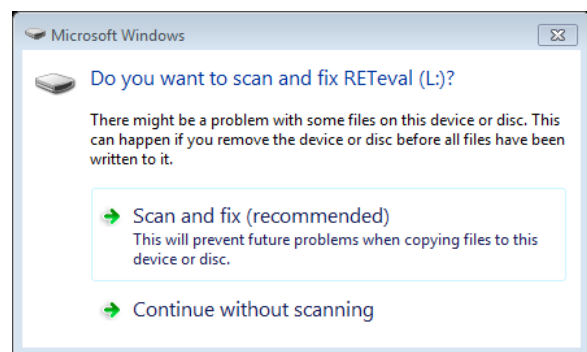 Microsoft Windows
Do you want to scan and fix RETeval (L:)?
There might be a problem with some files on this device or disc. This
can happen if you remove the device or disc before all files have been
written to it.
Scan and fix (recommended)
This will prevent future problems when copying files to this
device or disc.
Continue without scanning